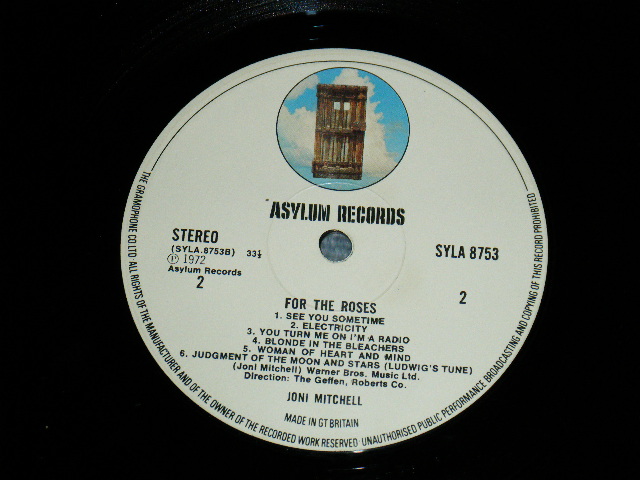 ASYLUM RECORDS
STEREO
(SYLA.8753B) 33⅓
Ⓟ 1972
Asylum Records
2
SYLA 8753
2
FOR THE ROSES
1. SEE YOU SOMETIME
2. ELECTRICITY
3. YOU TURN ME ON I'M A RADIO
4. BLONDE IN THE BLEACHERS
5. WOMAN OF HEART AND MIND
6. JUDGMENT OF THE MOON AND STARS (LUDWIG'S TUNE)
(Joni Mitchell) Warner Bros. Music Ltd.
Direction: The Geffen, Roberts Co.
JONI MITCHELL
MADE IN GT BRITAIN
THE GRAMOPHONE CO. LTD. ALL RIGHTS OF THE MANUFACTURER AND OF THE OWNER OF THE RECORDED WORK RESERVED · UNAUTHORISED PUBLIC PERFORMANCE BROADCASTING AND COPYING OF THIS RECORD PROHIBITED